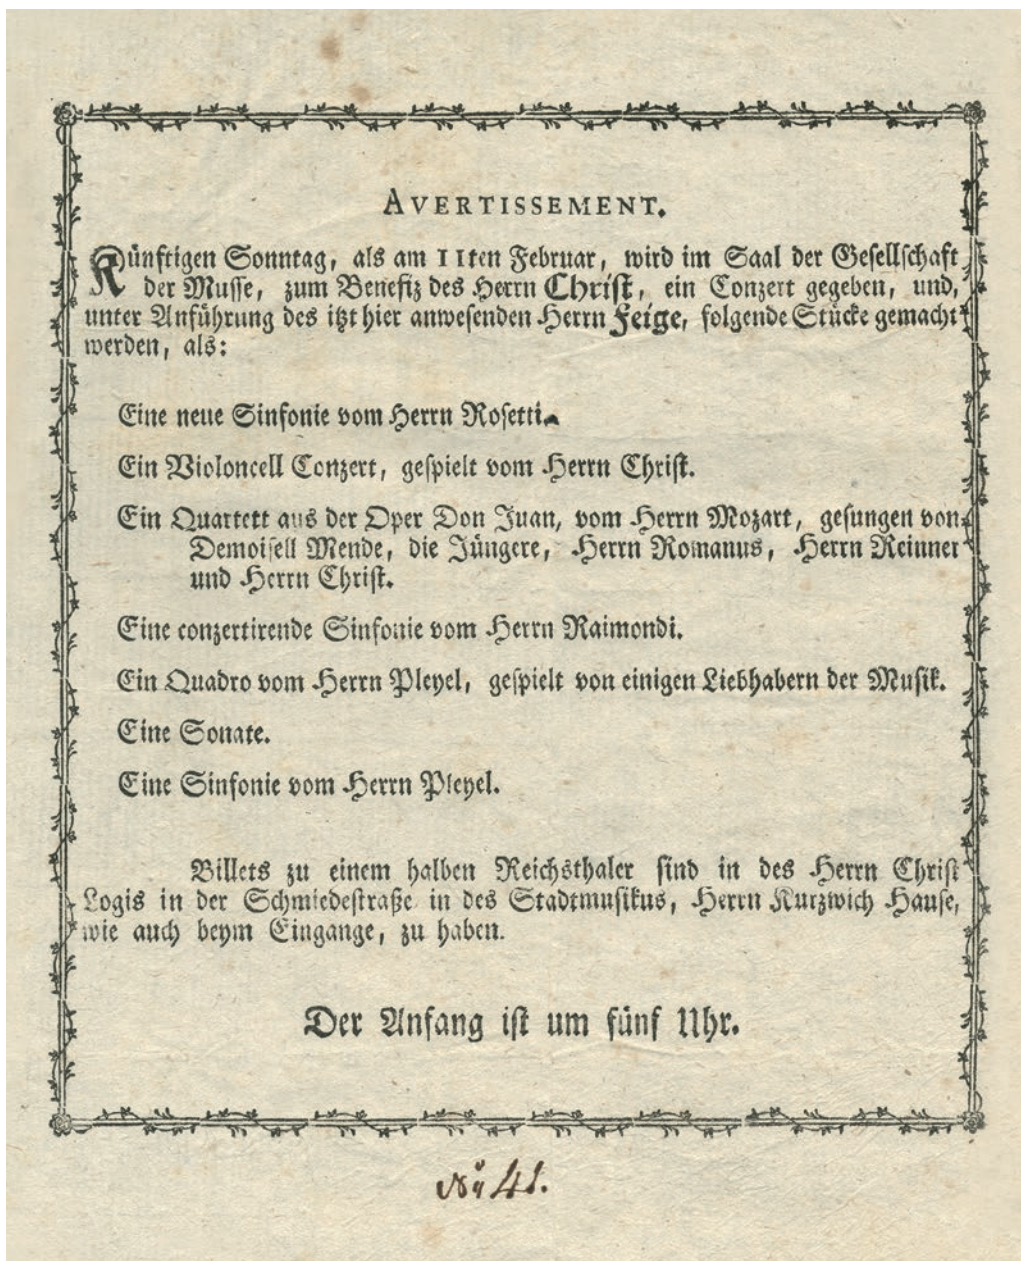 AVERTISSEMENT.
Künftigen Sonntag, als am 11ten Februar, wird im Saal der Gesellschaft
der Musse, zum Benefiz des Herrn Christ, ein Conzert gegeben, und,
unter Anführung des itzt hier anwesenden Herrn Feige, folgende Stücke gemacht
werden, als:
Eine neue Sinfonie vom Herrn Rosetti.
Ein Violoncell Conzert, gespielt vom Herrn Christ.
Ein Quartett aus der Oper Don Juan, vom Herrn Mozart, gesungen von
Demoisell Mende, die Jüngere, Herrn Romanus, Herrn Reinner
und Herrn Christ.
Eine conzertirende Sinfonie vom Herrn Raimondi.
Ein Quadro vom Herrn Pleyel, gespielt von einigen Liebhabern der Musik.
Eine Sonate.
Eine Sinfonie vom Herrn Pleyel.
Billets zu einem halben Reichsthaler sind in des Herrn Christ
Logis in der Schmiedestraße in des Stadtmusikus, Herrn Kurzwich Hause,
wie auch beym Eingange, zu haben.
Der Anfang ist um fünf Uhr.
41.